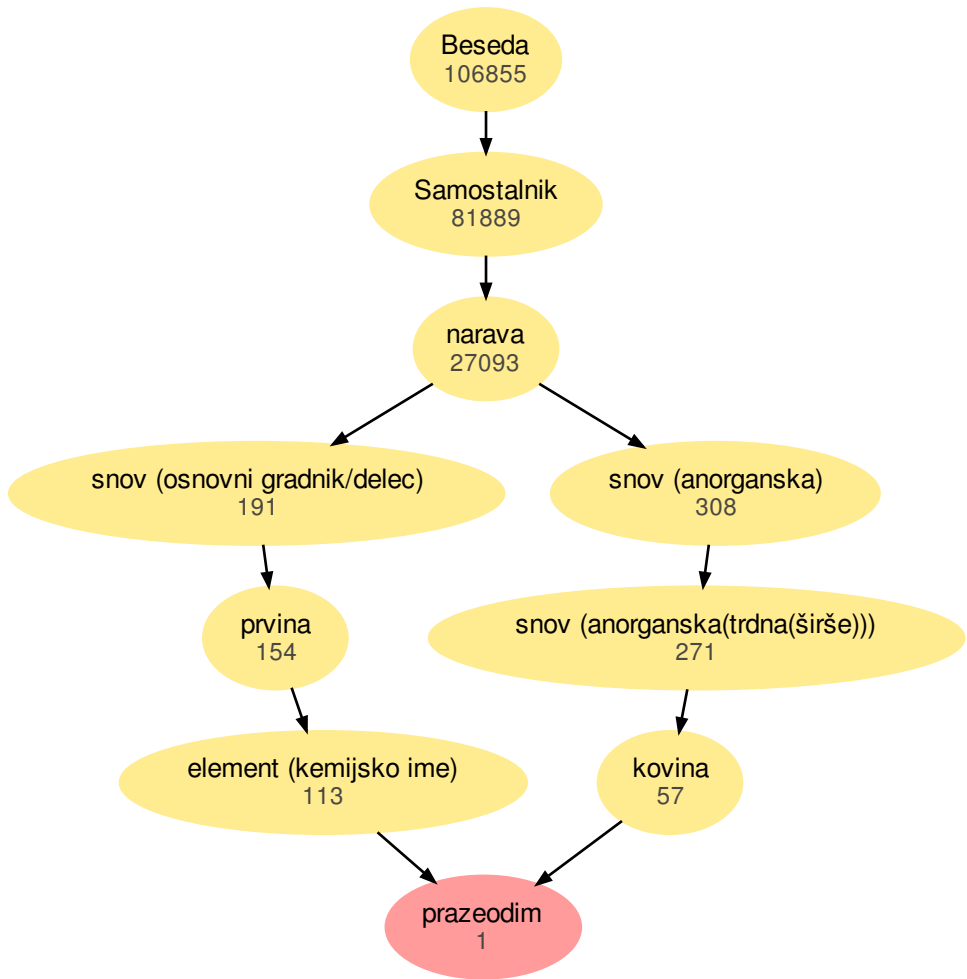 Beseda
106855
Samostalnik
81889
narava
27093
snov (osnovni gradnik/delec)
191
snov (anorganska)
308
prvina
154
snov (anorganska(trdna(širše)))
271
element (kemijsko ime)
113
kovina
57
prazeodim
1